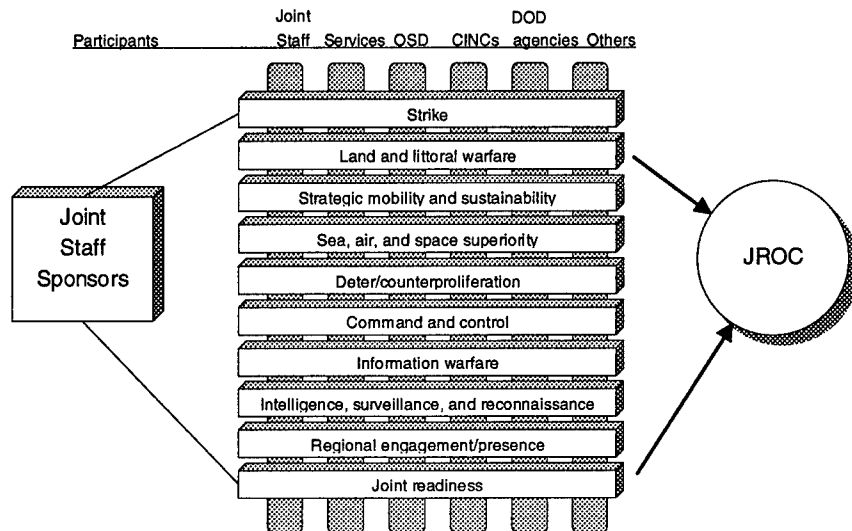 Joint DOD
Participants Staff Services OSD CINCs agencies Others
Strike
Land and littoral warfare
Strategic mobility and sustainability
Joint
Staff
Sponsors
Sea, air, and space superiority
JROC
Deter/counterproliferation
Command and control
Information warfare
Intelligence, surveillance, and reconnaissance
Regional engagement/presence
Joint readiness